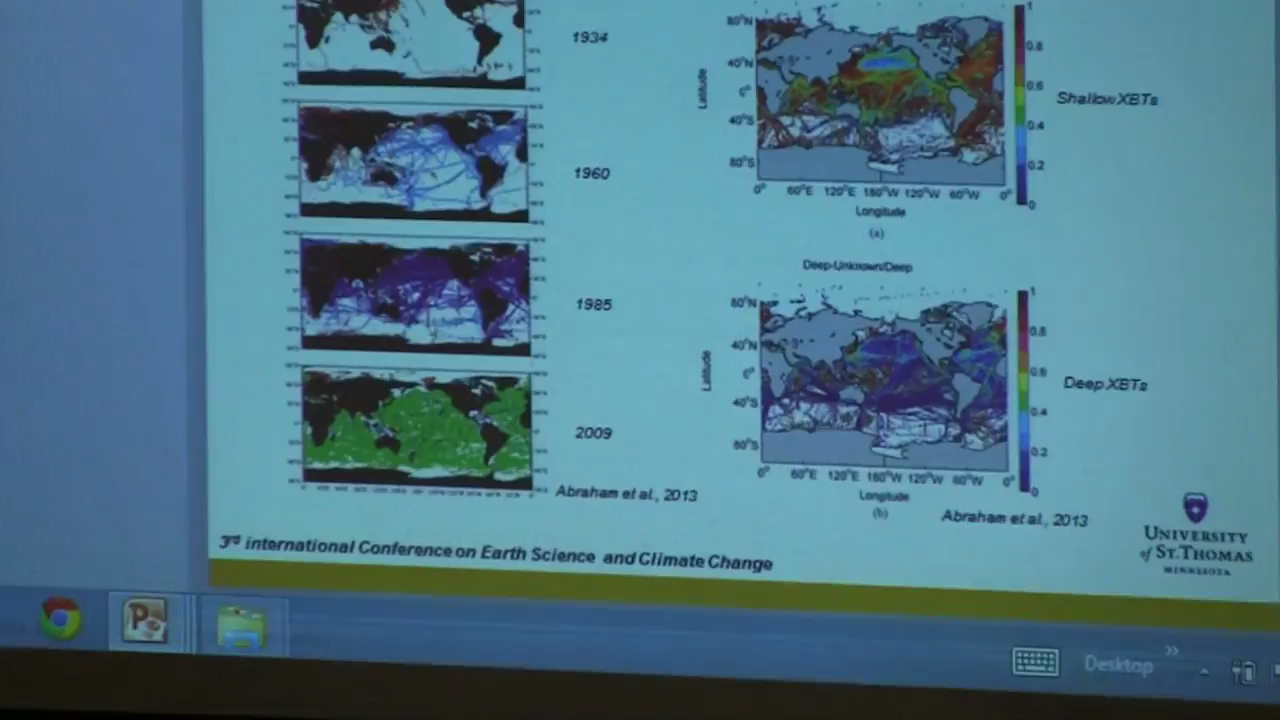 1934
1960
1985
2009
Abraham et al., 2013
80°N
40°N
0°
40°S
80°S
Latitude
0° 60°E 120°E 180°W 120°W 60°W 0°
Longitude
(a)
1
0.8
0.6
0.4
0.2
0
Shallow XBTs
Deep-Unknown/Deep
80°N
40°N
0°
40°S
80°S
Latitude
0° 60°E 120°E 180°W 120°W 60°W 0°
Longitude
(b)
1
0.8
0.6
0.4
0.2
0
Deep XBTs
Abraham et al., 2013
3rd international Conference on Earth Science and Climate Change
UNIVERSITY
of ST. THOMAS
MINNESOTA
Desktop